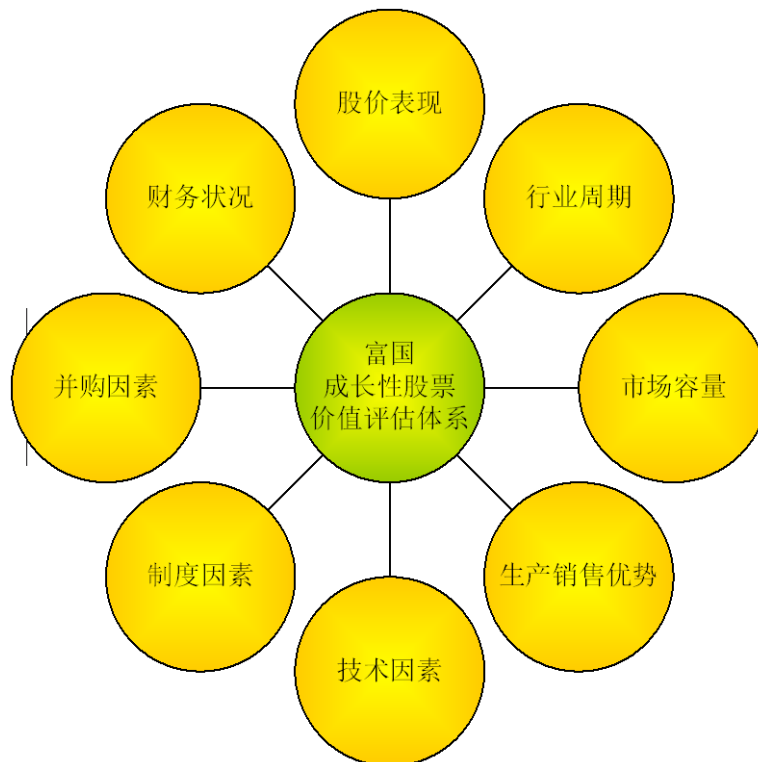 股价表现
财务状况
行业周期
富国
成长性股票
价值评估体系
并购因素
市场容量
制度因素
生产销售优势
技术因素